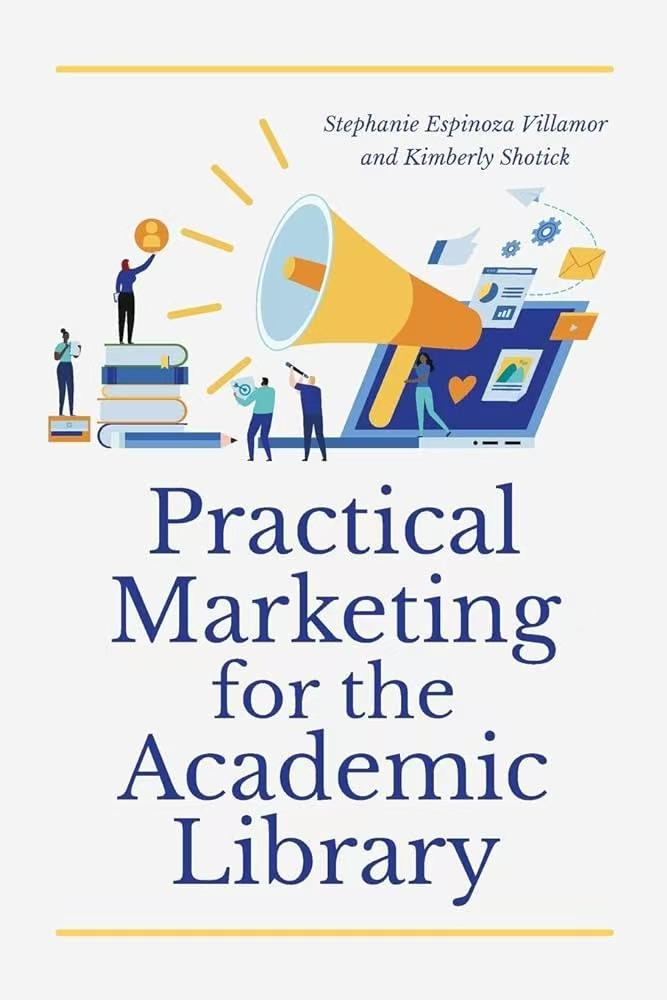 Stephanie Espinoza Villamor
and Kimberly Shotick
Practical
Marketing
for the
Academic
Library